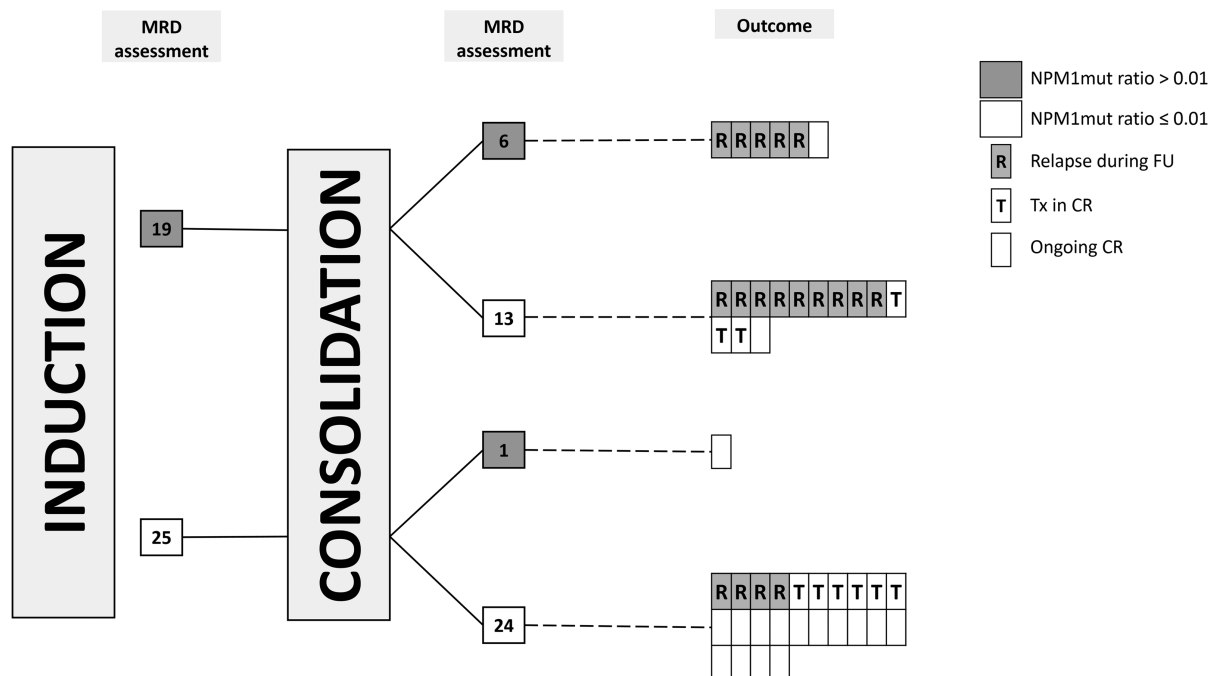 MRD
assessment
MRD
assessment
Outcome
NPM1mut ratio > 0.01
NPM1mut ratio ≤ 0.01
R Relapse during FU
T Tx in CR
Ongoing CR
INDUCTION
CONSOLIDATION
19
25
6
R R R R R
13
R R R R R R R R R T
T T
1
24
R R R R T T T T T T